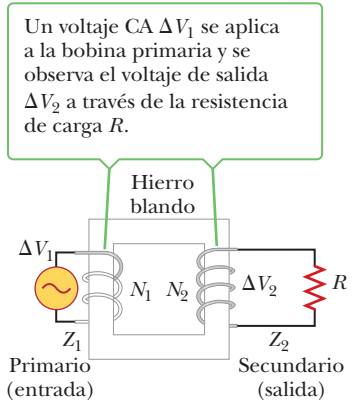 Un voltaje CA ΔV₁ se aplica
a la bobina primaria y se
observa el voltaje de salida
ΔV₂ a través de la resistencia
de carga R.
Hierro
blando
ΔV₁
N₁
N₂
ΔV₂
R
Z₁
Z₂
Primario
(entrada)
Secundario
(salida)